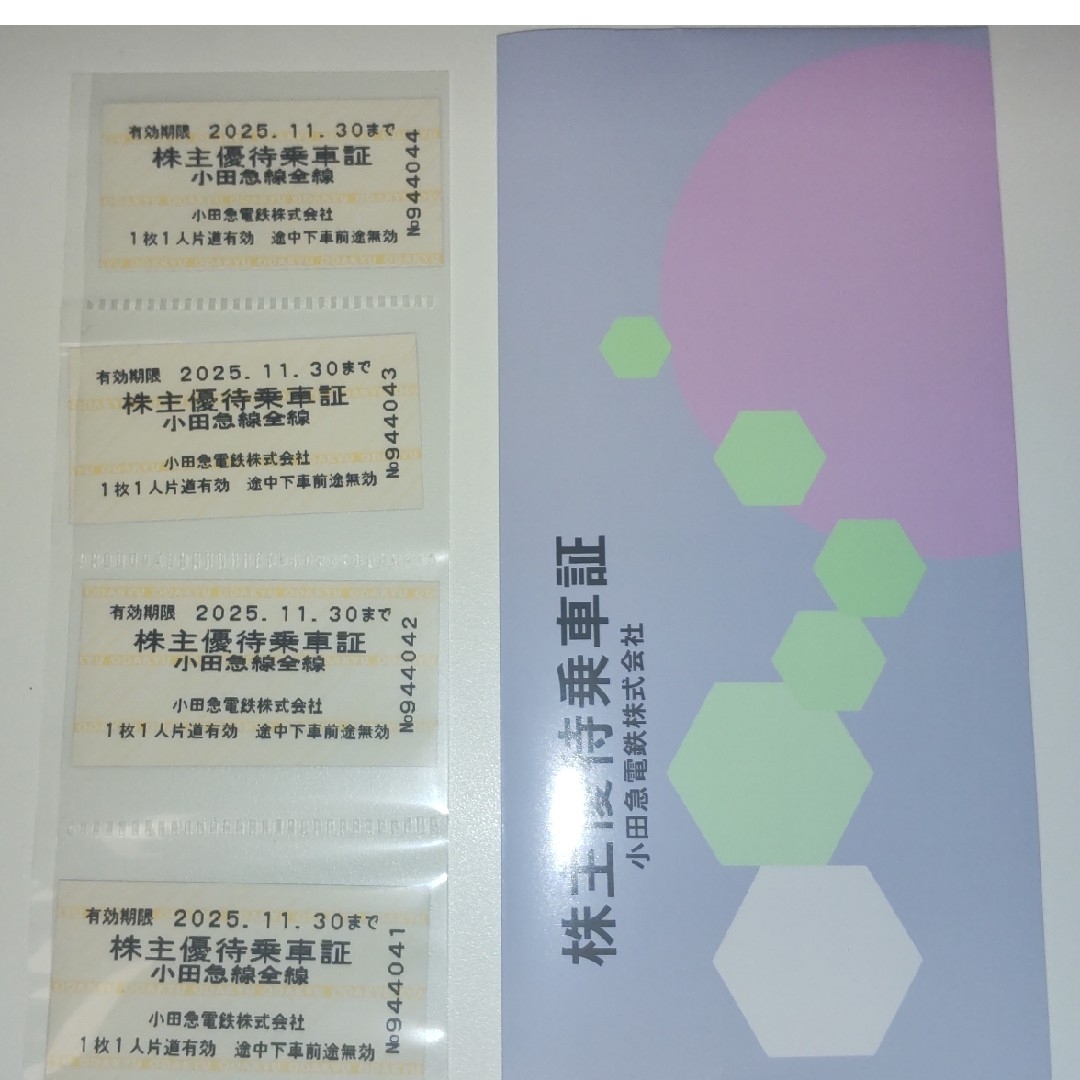 有効期限 2025.11.30まで
株主優待乗車証
小田急線全線
小田急電鉄株式会社
1枚1人片道有効 途中下車前途無効
№944044
有効期限 2025.11.30まで
株主優待乗車証
小田急線全線
小田急電鉄株式会社
1枚1人片道有効 途中下車前途無効
№944043
有効期限 2025.11.30まで
株主優待乗車証
小田急線全線
小田急電鉄株式会社
1枚1人片道有効 途中下車前途無効
№944042
有効期限 2025.11.30まで
株主優待乗車証
小田急線全線
小田急電鉄株式会社
1枚1人片道有効 途中下車前途無効
№944041
株主優待乗車証
小田急電鉄株式会社